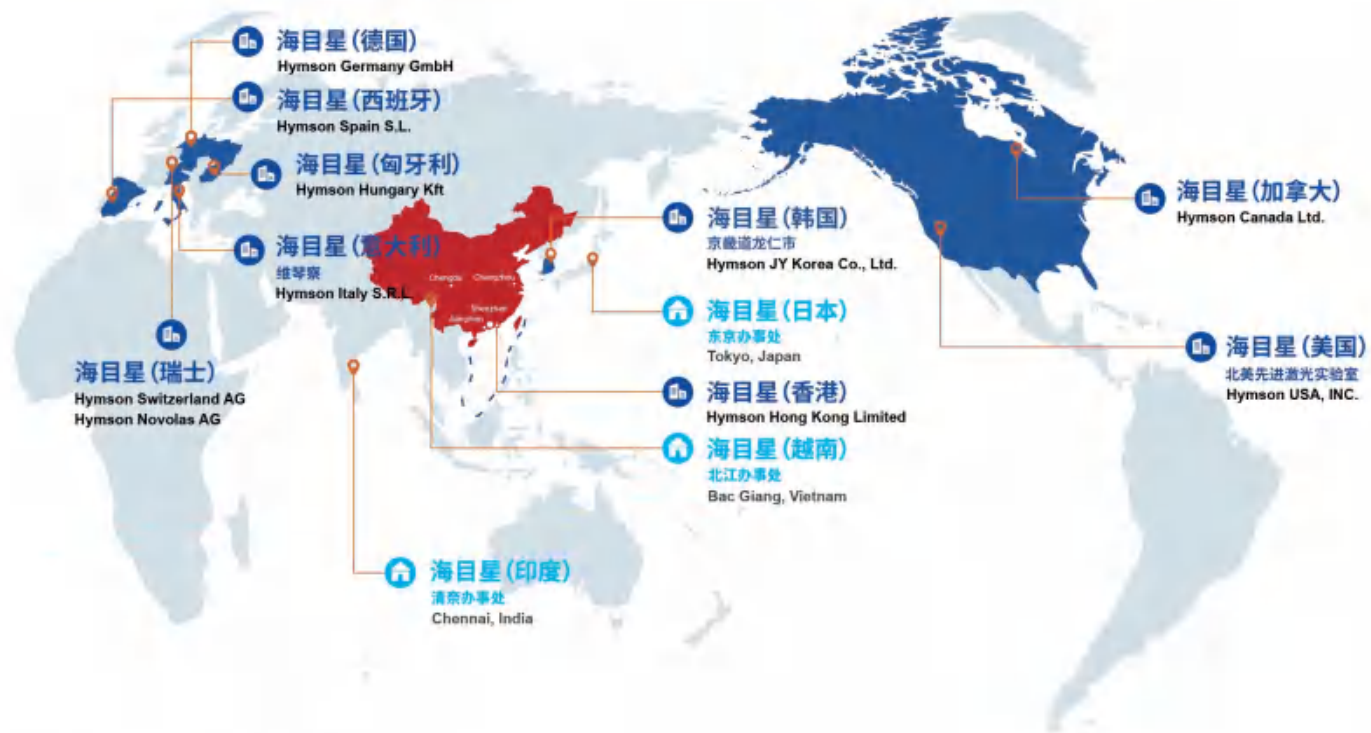 海目星(德国)
Hymson Germany GmbH
海目星(西班牙)
Hymson Spain S.L.
海目星(匈牙利)
Hymson Hungary Kft
海目星(意大利)
维琴察
Hymson Italy S.R.L.
海目星(瑞士)
Hymson Switzerland AG
Hymson Novolas AG
Chengdu
Changzhou
Shenzhen
Jiangmen
海目星(韩国)
京畿道龙仁市
Hymson JY Korea Co., Ltd.
海目星(日本)
东京办事处
Tokyo, Japan
海目星(香港)
Hymson Hong Kong Limited
海目星(越南)
北江办事处
Bac Giang, Vietnam
海目星(印度)
清奈办事处
Chennai, India
海目星(加拿大)
Hymson Canada Ltd.
海目星(美国)
北美先进激光实验室
Hymson USA, INC.